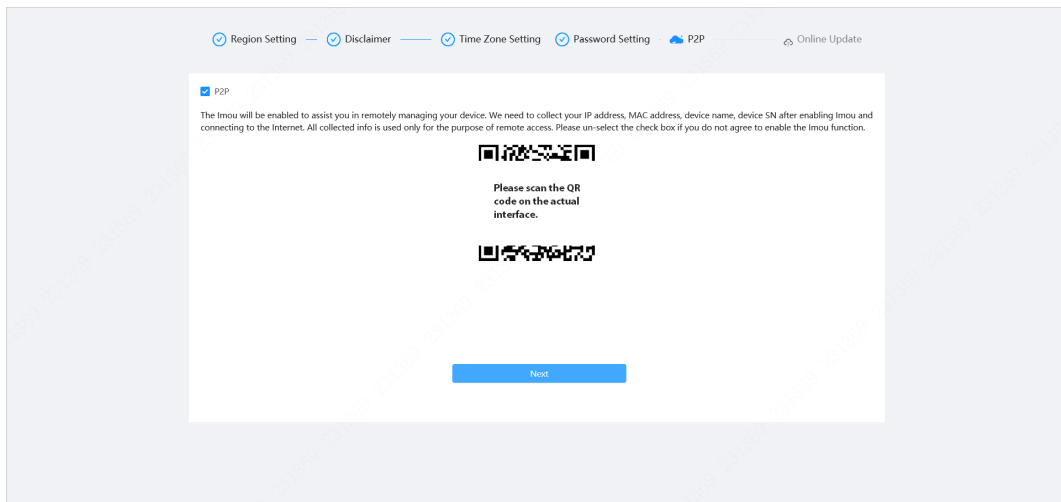 Region Setting Disclaimer Time Zone Setting Password Setting P2P Online Update
P2P
The Imou will be enabled to assist you in remotely managing your device. We need to collect your IP address, MAC address, device name, device SN after enabling Imou and
connecting to the Internet. All collected info is used only for the purpose of remote access. Please un-select the check box if you do not agree to enable the Imou function.
Please scan the QR
code on the actual
interface.
Next